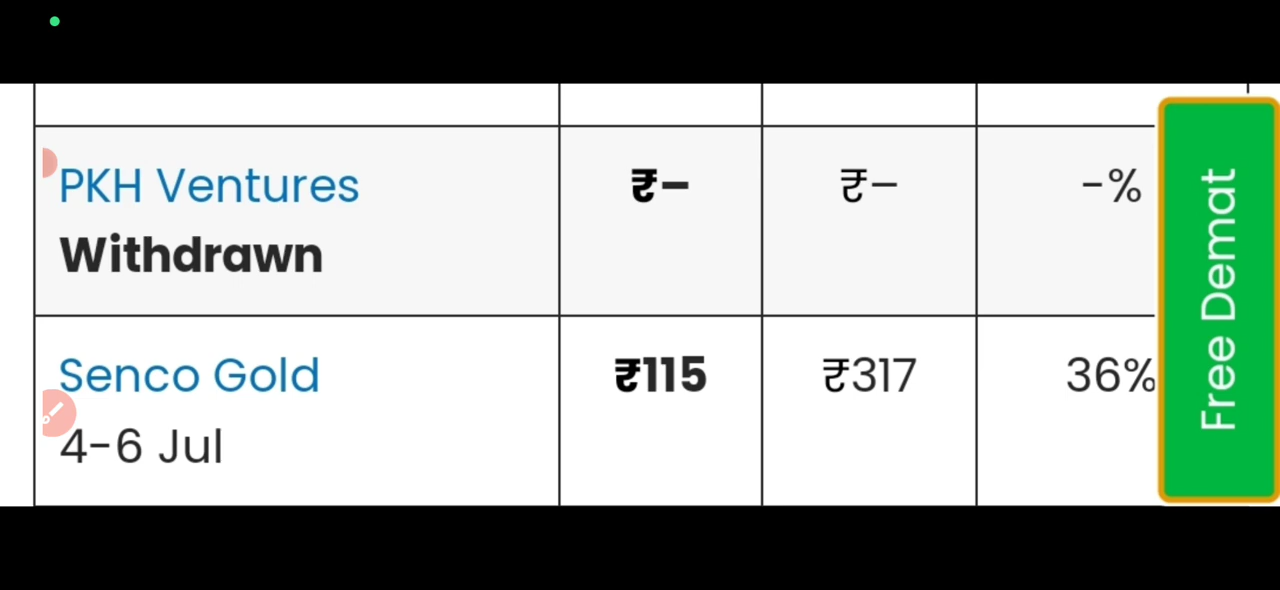 PKH Ventures
Withdrawn
₹–
₹–
-%
Senco Gold
4-6 Jul
₹115
₹317
36%
Free Demat